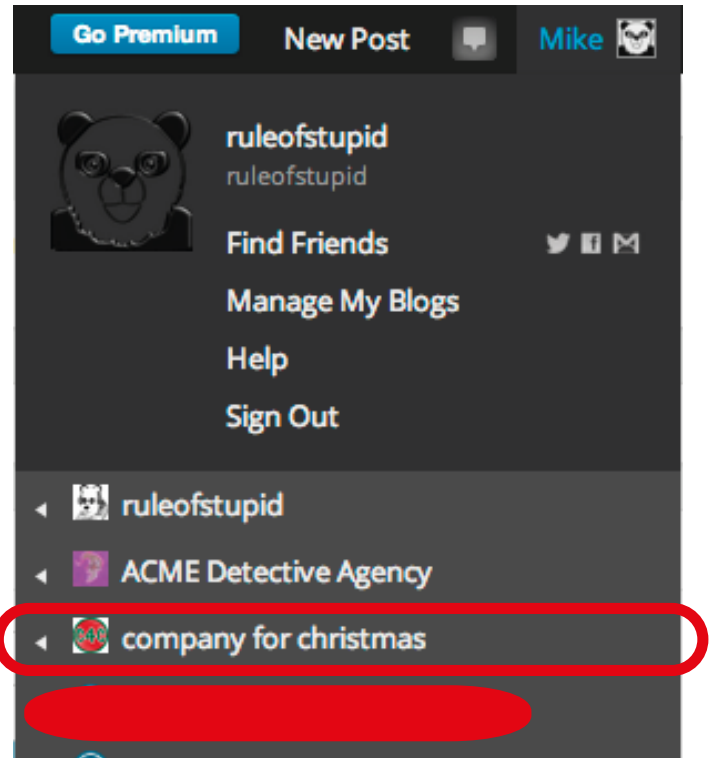 Go Premium New Post Mike
ruleofstupid
ruleofstupid
Find Friends
Manage My Blogs
Help
Sign Out
ruleofstupid
ACME Detective Agency
C4C company for christmas